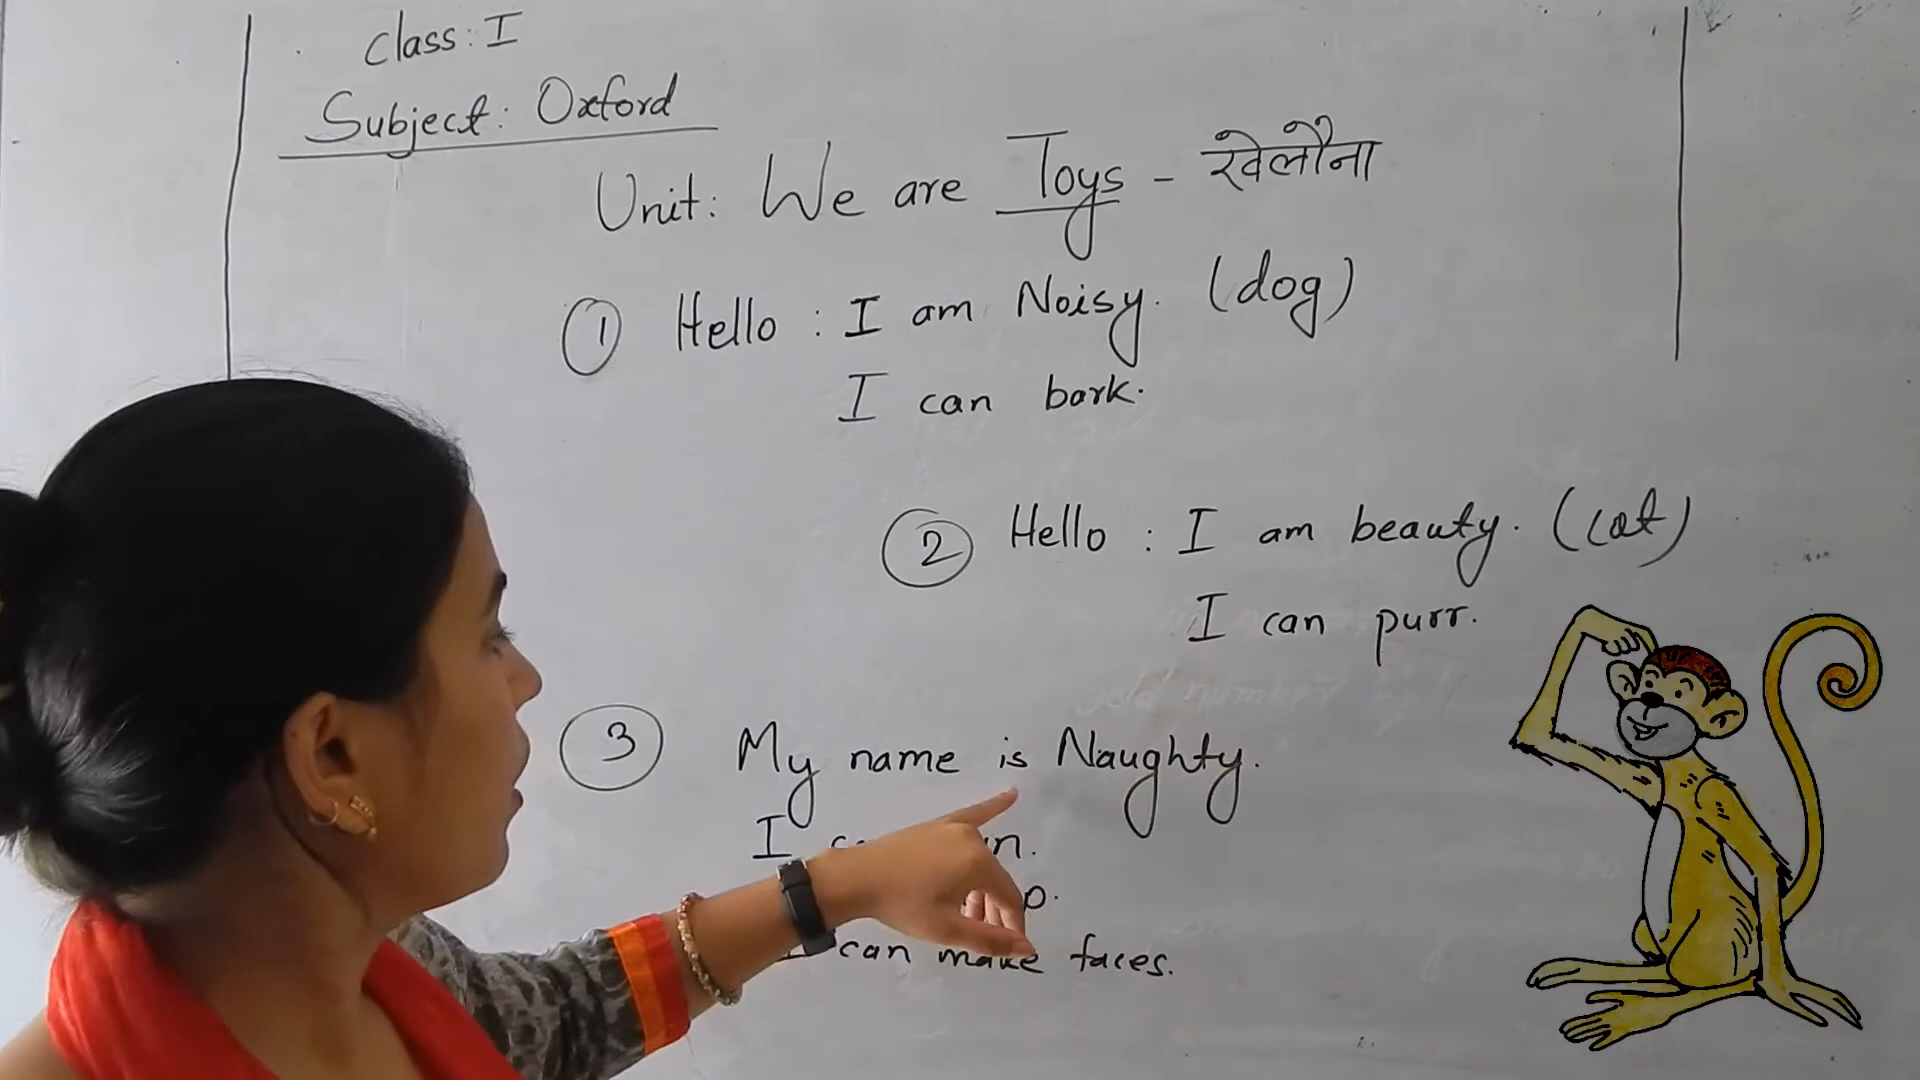 Class: I
Subject: Oxford
Unit: We are Toys - खेलौना
① Hello : I am Noisy. (dog)
I can bark.
② Hello : I am beauty. (cat)
I can purr.
③ My name is Naughty.
I
I can make faces.